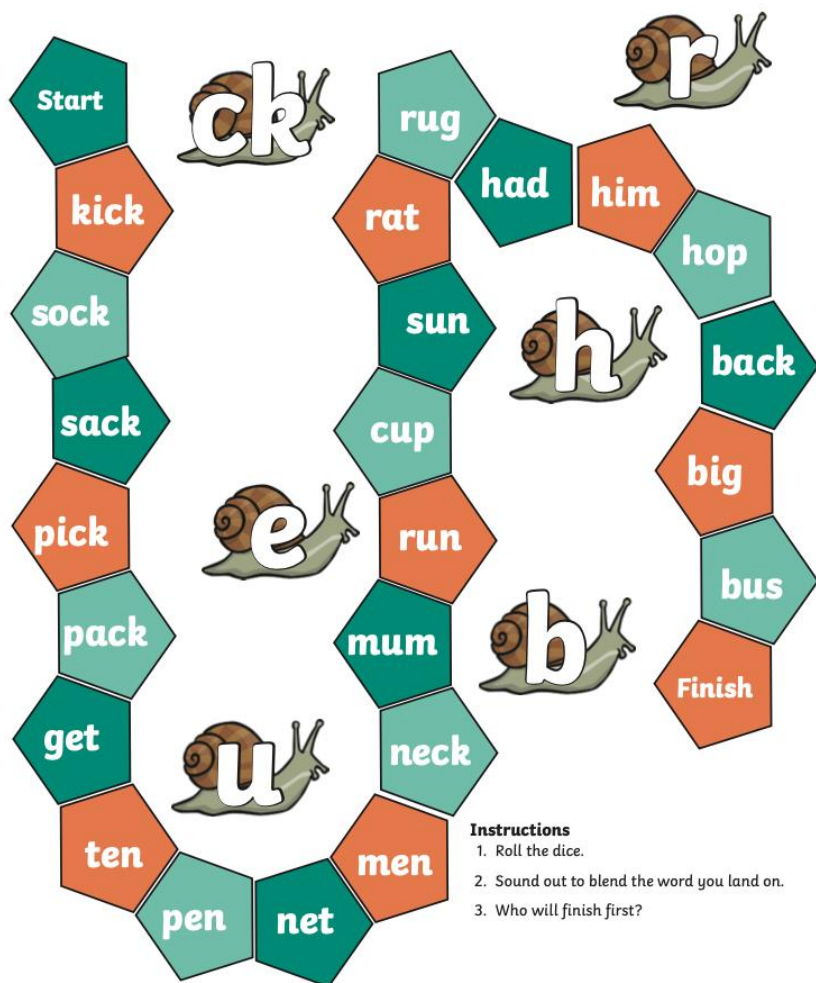 Start
kick
sock
sack
pick
pack
get
ten
pen
net
men
neck
mum
run
cup
sun
rat
rug
had
him
hop
back
big
bus
Finish
ck
r
h
e
b
u
Instructions
1. Roll the dice.
2. Sound out to blend the word you land on.
3. Who will finish first?